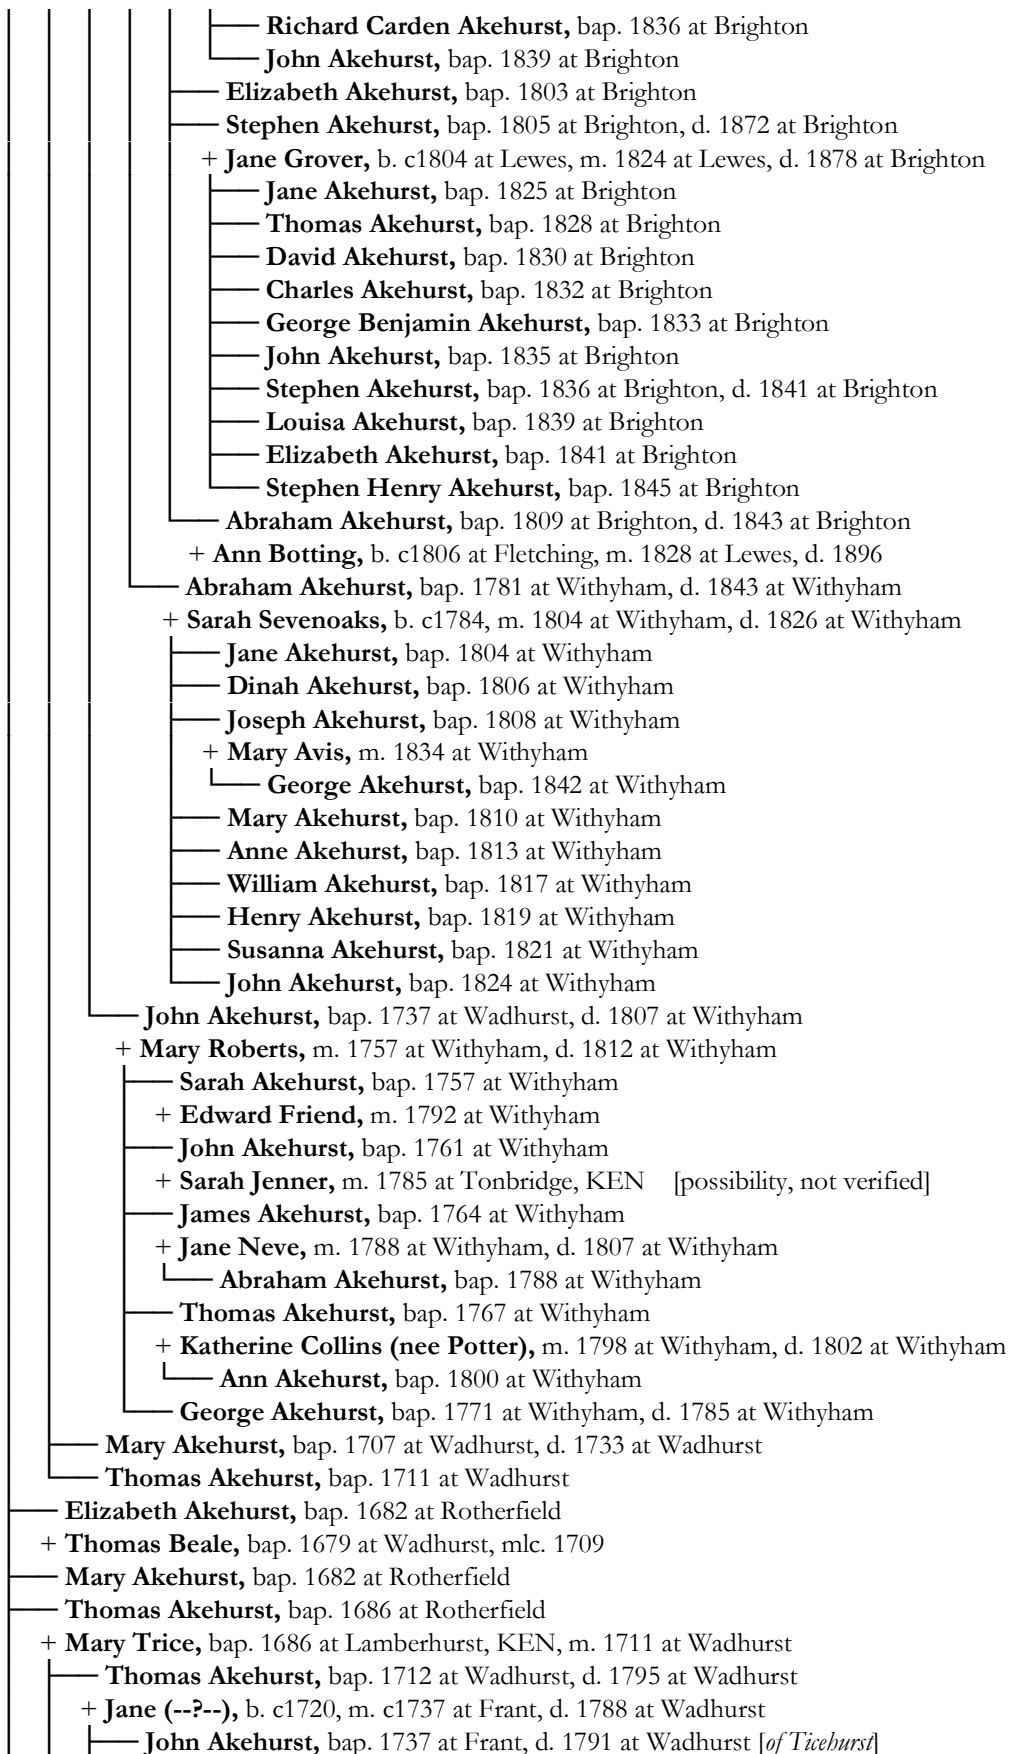 Richard Carden Akehurst, bap. 1836 at Brighton
John Akehurst, bap. 1839 at Brighton
Elizabeth Akehurst, bap. 1803 at Brighton
Stephen Akehurst, bap. 1805 at Brighton, d. 1872 at Brighton
+ Jane Grover, b. c1804 at Lewes, m. 1824 at Lewes, d. 1878 at Brighton
Jane Akehurst, bap. 1825 at Brighton
Thomas Akehurst, bap. 1828 at Brighton
David Akehurst, bap. 1830 at Brighton
Charles Akehurst, bap. 1832 at Brighton
George Benjamin Akehurst, bap. 1833 at Brighton
John Akehurst, bap. 1835 at Brighton
Stephen Akehurst, bap. 1836 at Brighton, d. 1841 at Brighton
Louisa Akehurst, bap. 1839 at Brighton
Elizabeth Akehurst, bap. 1841 at Brighton
Stephen Henry Akehurst, bap. 1845 at Brighton
Abraham Akehurst, bap. 1809 at Brighton, d. 1843 at Brighton
+ Ann Botting, b. c1806 at Fletching, m. 1828 at Lewes, d. 1896
Abraham Akehurst, bap. 1781 at Withyham, d. 1843 at Withyham
+ Sarah Sevenoaks, b. c1784, m. 1804 at Withyham, d. 1826 at Withyham
Jane Akehurst, bap. 1804 at Withyham
Dinah Akehurst, bap. 1806 at Withyham
Joseph Akehurst, bap. 1808 at Withyham
+ Mary Avis, m. 1834 at Withyham
George Akehurst, bap. 1842 at Withyham
Mary Akehurst, bap. 1810 at Withyham
Anne Akehurst, bap. 1813 at Withyham
William Akehurst, bap. 1817 at Withyham
Henry Akehurst, bap. 1819 at Withyham
Susanna Akehurst, bap. 1821 at Withyham
John Akehurst, bap. 1824 at Withyham
John Akehurst, bap. 1737 at Wadhurst, d. 1807 at Withyham
+ Mary Roberts, m. 1757 at Withyham, d. 1812 at Withyham
Sarah Akehurst, bap. 1757 at Withyham
+ Edward Friend, m. 1792 at Withyham
John Akehurst, bap. 1761 at Withyham
+ Sarah Jenner, m. 1785 at Tonbridge, KEN [possibility, not verified]
James Akehurst, bap. 1764 at Withyham
+ Jane Neve, m. 1788 at Withyham, d. 1807 at Withyham
Abraham Akehurst, bap. 1788 at Withyham
Thomas Akehurst, bap. 1767 at Withyham
+ Katherine Collins (nee Potter), m. 1798 at Withyham, d. 1802 at Withyham
Ann Akehurst, bap. 1800 at Withyham
George Akehurst, bap. 1771 at Withyham, d. 1785 at Withyham
Mary Akehurst, bap. 1707 at Wadhurst, d. 1733 at Wadhurst
Thomas Akehurst, bap. 1711 at Wadhurst
Elizabeth Akehurst, bap. 1682 at Rotherfield
+ Thomas Beale, bap. 1679 at Wadhurst, mlc. 1709
Mary Akehurst, bap. 1682 at Rotherfield
Thomas Akehurst, bap. 1686 at Rotherfield
+ Mary Trice, bap. 1686 at Lamberhurst, KEN, m. 1711 at Wadhurst
Thomas Akehurst, bap. 1712 at Wadhurst, d. 1795 at Wadhurst
+ Jane (--?--), b. c1720, m. c1737 at Frant, d. 1788 at Wadhurst
John Akehurst, bap. 1737 at Frant, d. 1791 at Wadhurst [of Ticehurst]